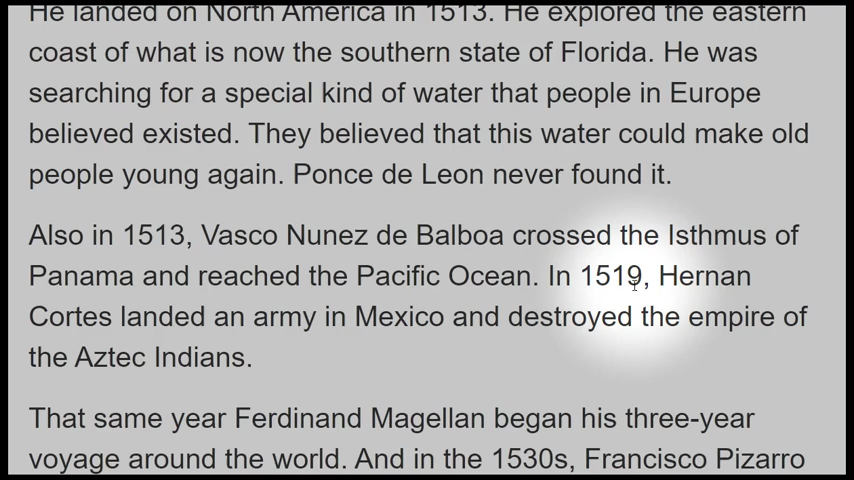 He landed on North America in 1513. He explored the eastern
coast of what is now the southern state of Florida. He was
searching for a special kind of water that people in Europe
believed existed. They believed that this water could make old
people young again. Ponce de Leon never found it.
Also in 1513, Vasco Nunez de Balboa crossed the Isthmus of
Panama and reached the Pacific Ocean. In 1519, Hernan
Cortes landed an army in Mexico and destroyed the empire of
the Aztec Indians.
That same year Ferdinand Magellan began his three-year
voyage around the world. And in the 1530s, Francisco Pizarro